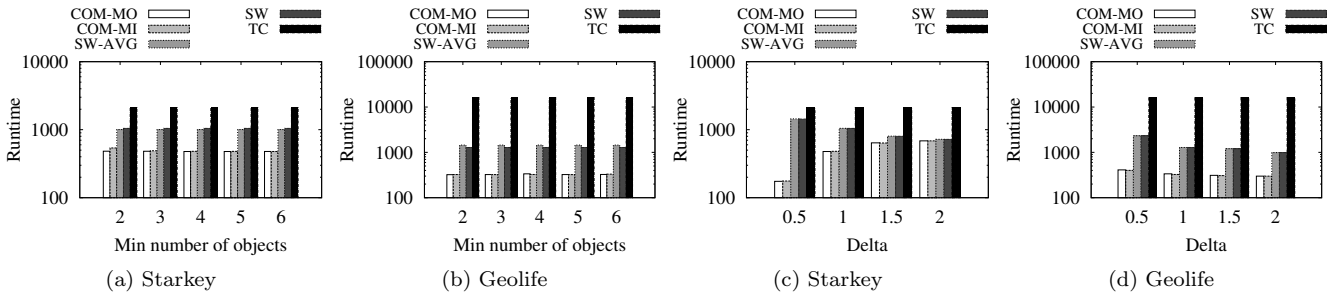 COM-MO
COM-MI
SW-AVG
SW
TC
10000
1000
100
Runtime
2 3 4 5 6
Min number of objects
(a) Starkey
COM-MO
COM-MI
SW-AVG
SW
TC
100000
10000
1000
100
Runtime
2 3 4 5 6
Min number of objects
(b) Geolife
COM-MO
COM-MI
SW-AVG
SW
TC
10000
1000
100
Runtime
0.5 1 1.5 2
Delta
(c) Starkey
COM-MO
COM-MI
SW-AVG
SW
TC
100000
10000
1000
100
Runtime
0.5 1 1.5 2
Delta
(d) Geolife